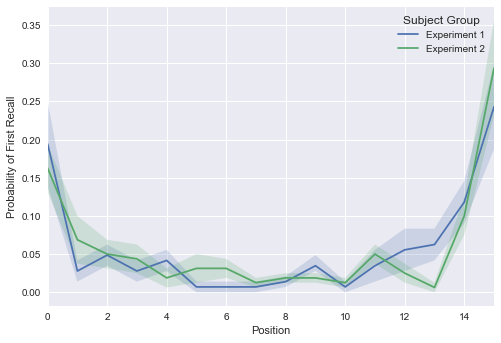 Subject Group
Experiment 1
Experiment 2
Probability of First Recall
0.35
0.30
0.25
0.20
0.15
0.10
0.05
0.00
0 2 4 6 8 10 12 14
Position